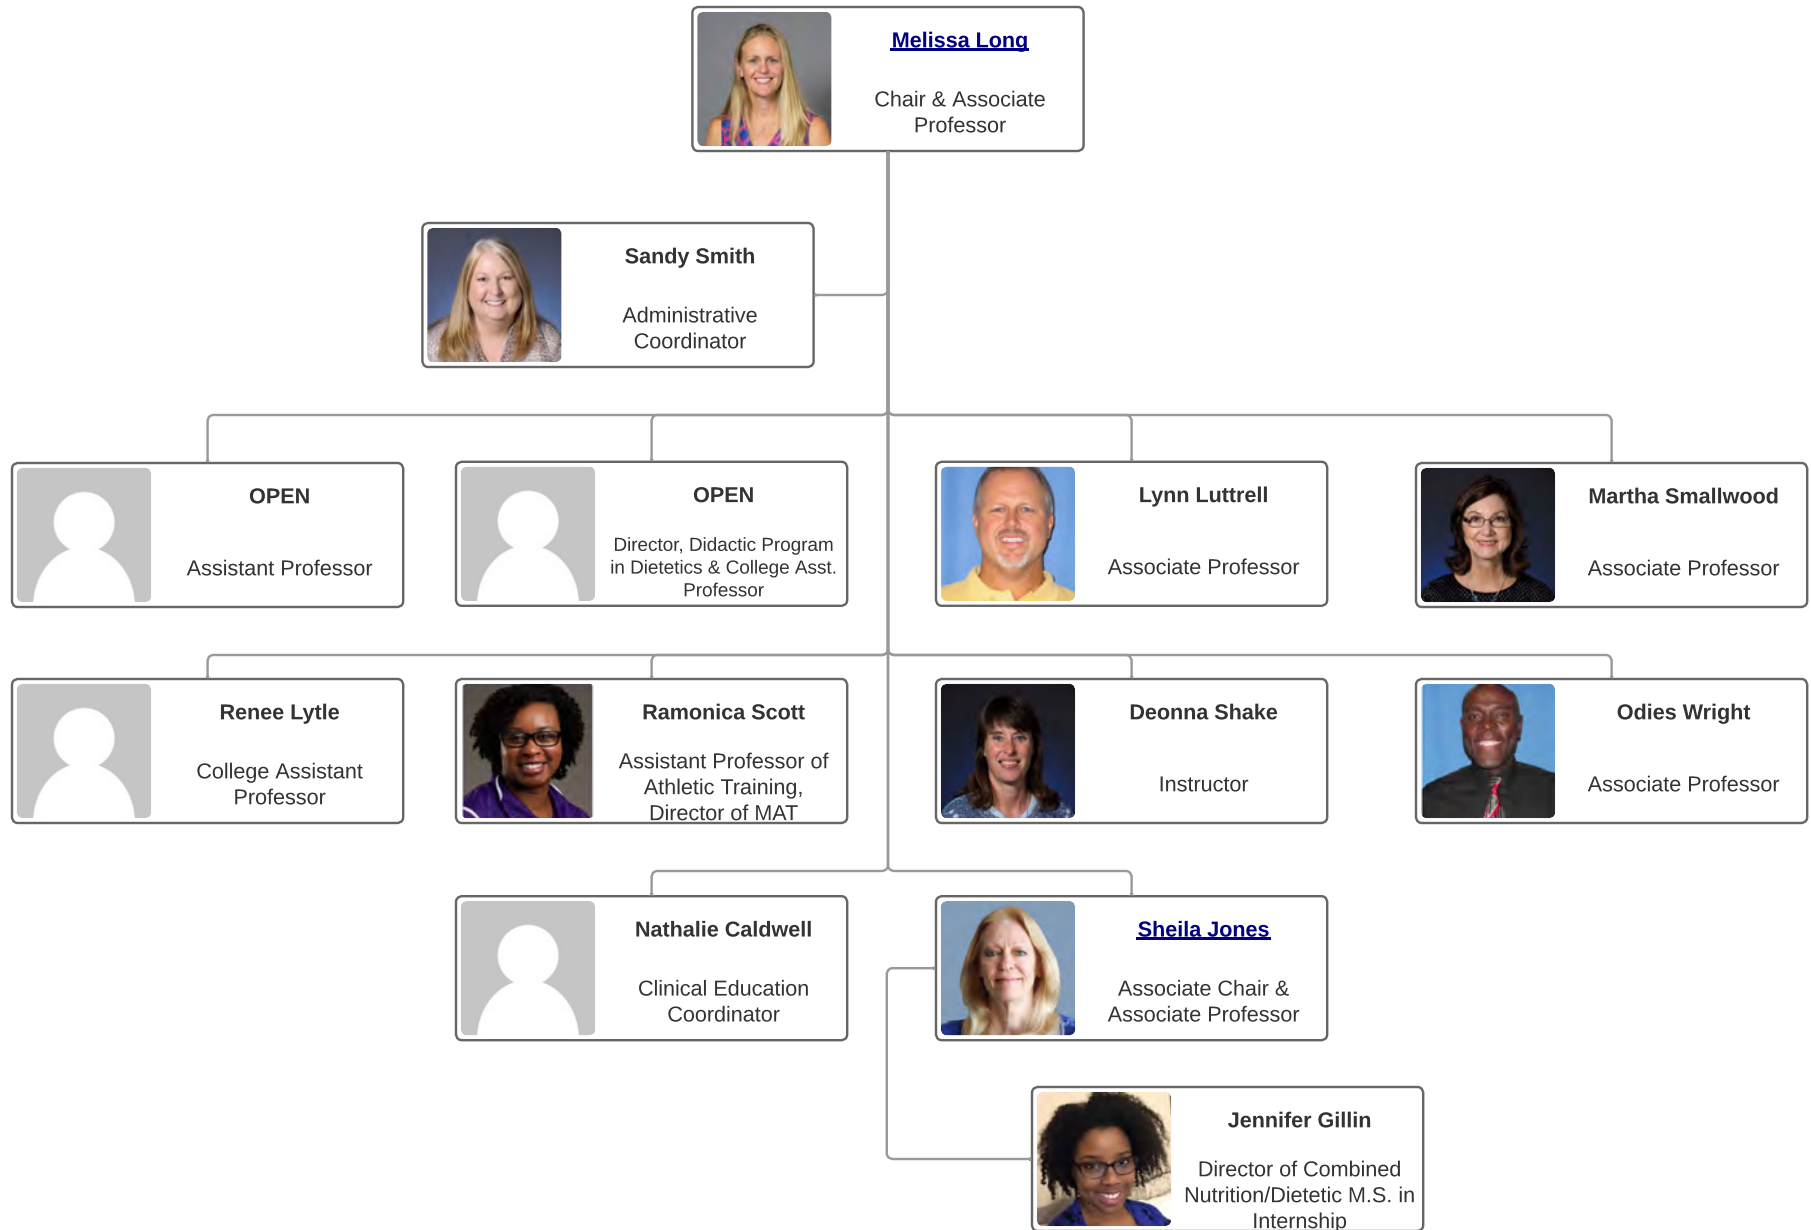 Melissa Long
Chair & Associate
Professor
Sandy Smith
Administrative
Coordinator
OPEN
Assistant Professor
OPEN
Director, Didactic Program
in Dietetics & College Asst.
Professor
Lynn Luttrell
Associate Professor
Martha Smallwood
Associate Professor
Renee Lytle
College Assistant
Professor
Ramonica Scott
Assistant Professor of
Athletic Training,
Director of MAT
Deonna Shake
Instructor
Odies Wright
Associate Professor
Nathalie Caldwell
Clinical Education
Coordinator
Sheila Jones
Associate Chair &
Associate Professor
Jennifer Gillin
Director of Combined
Nutrition/Dietetic M.S. in
Internship